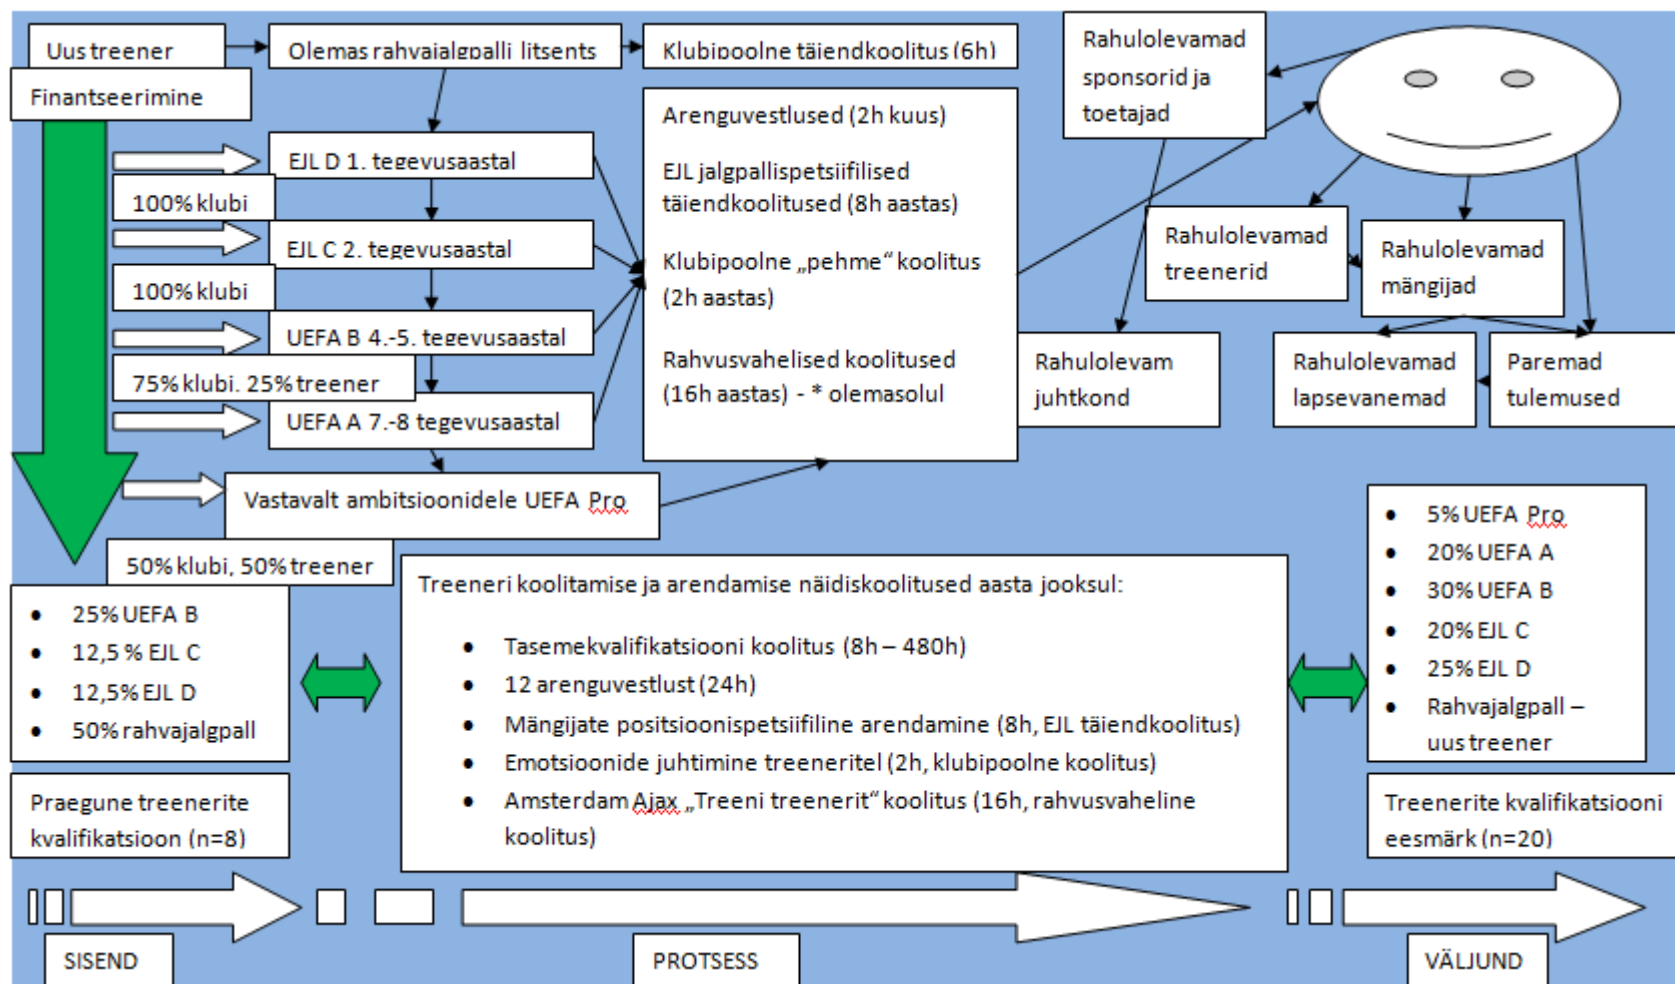 Uus treener
Olemas rahvajalgpalli litsents
Klubipoolne täiendkoolitus (6h)
Finantseerimine
EJL D 1. tegevusaastal
100% klubi
EJL C 2. tegevusaastal
100% klubi
UEFA B 4.-5. tegevusaastal
75% klubi. 25% treener
UEFA A 7.-8 tegevusaastal
Vastavalt ambitsioonidele UEFA Pro
50% klubi, 50% treener
Arenguvestlused (2h kuus)
EJL jalgpallispetsiifilised
täiendkoolitused (8h aastas)
Klubipoolne „pehme“ koolitus
(2h aastas)
Rahvusvahelised koolitused
(16h aastas) - * olemasolul
Rahulolevamad
sponsorid ja
toetajad
Rahulolevamad
treenerid
Rahulolevamad
mängijad
Rahulolevam
juhtkond
Rahulolevamad
lapsevanemad
Paremad
tulemused
• 25% UEFA B
• 12,5 % EJL C
• 12,5% EJL D
• 50% rahvajalgpall
Praegune treenerite
kvalifikatsioon (n=8)
Treeneri koolitamise ja arendamise näidiskoolitused aasta jooksul:
• Tasemekvalifikatsiooni koolitus (8h – 480h)
• 12 arenguvestlust (24h)
• Mängijate positsioonispetsiifiline arendamine (8h, EJL täiendkoolitus)
• Emotsioonide juhtimine treeneritel (2h, klubipoolne koolitus)
• Amsterdam Ajax „Treeni treenerit“ koolitus (16h, rahvusvaheline
koolitus)
• 5% UEFA Pro
• 20% UEFA A
• 30% UEFA B
• 20% EJL C
• 25% EJL D
• Rahvajalgpall –
uus treener
Treenerite kvalifikatsiooni
eesmärk (n=20)
SISEND
PROTSESS
VÄLJUND